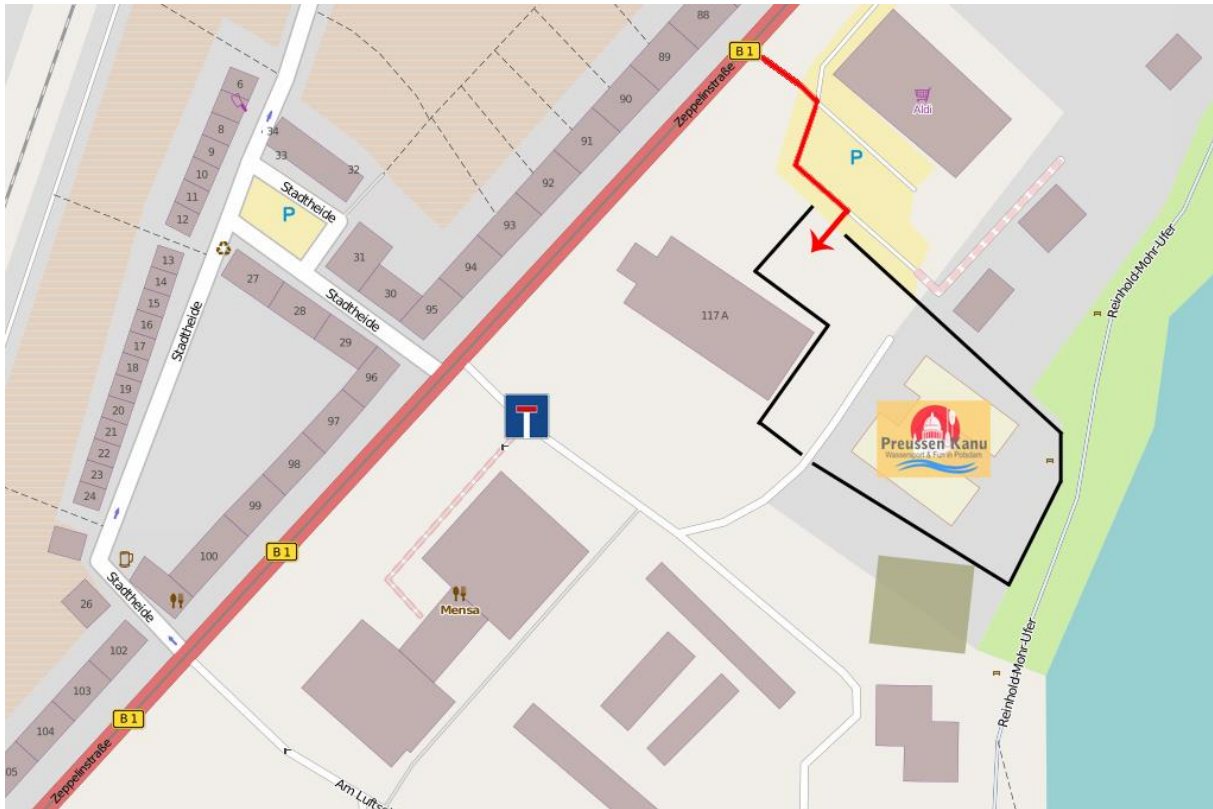 88
89
90
91
92
93
94
95
B 1
Zeppelinstraße
Aldi
P
6
8
9
10
11
12
34
33
32
Stadtheide
P
31
30
13
14
15
16
17
18
19
20
21
22
23
24
27
28
29
Stadtheide
Stadtheide
96
97
98
99
100
117 A
Reinhold-Mohr-Ufer
Preussen Kanu
Wassersport & Fun in Potsdam
B 1
Stadtheide
26
Mensa
102
103
104
05
B 1
Zeppelinstraße
Am Luftsc
Reinhold-Mohr-Ufer